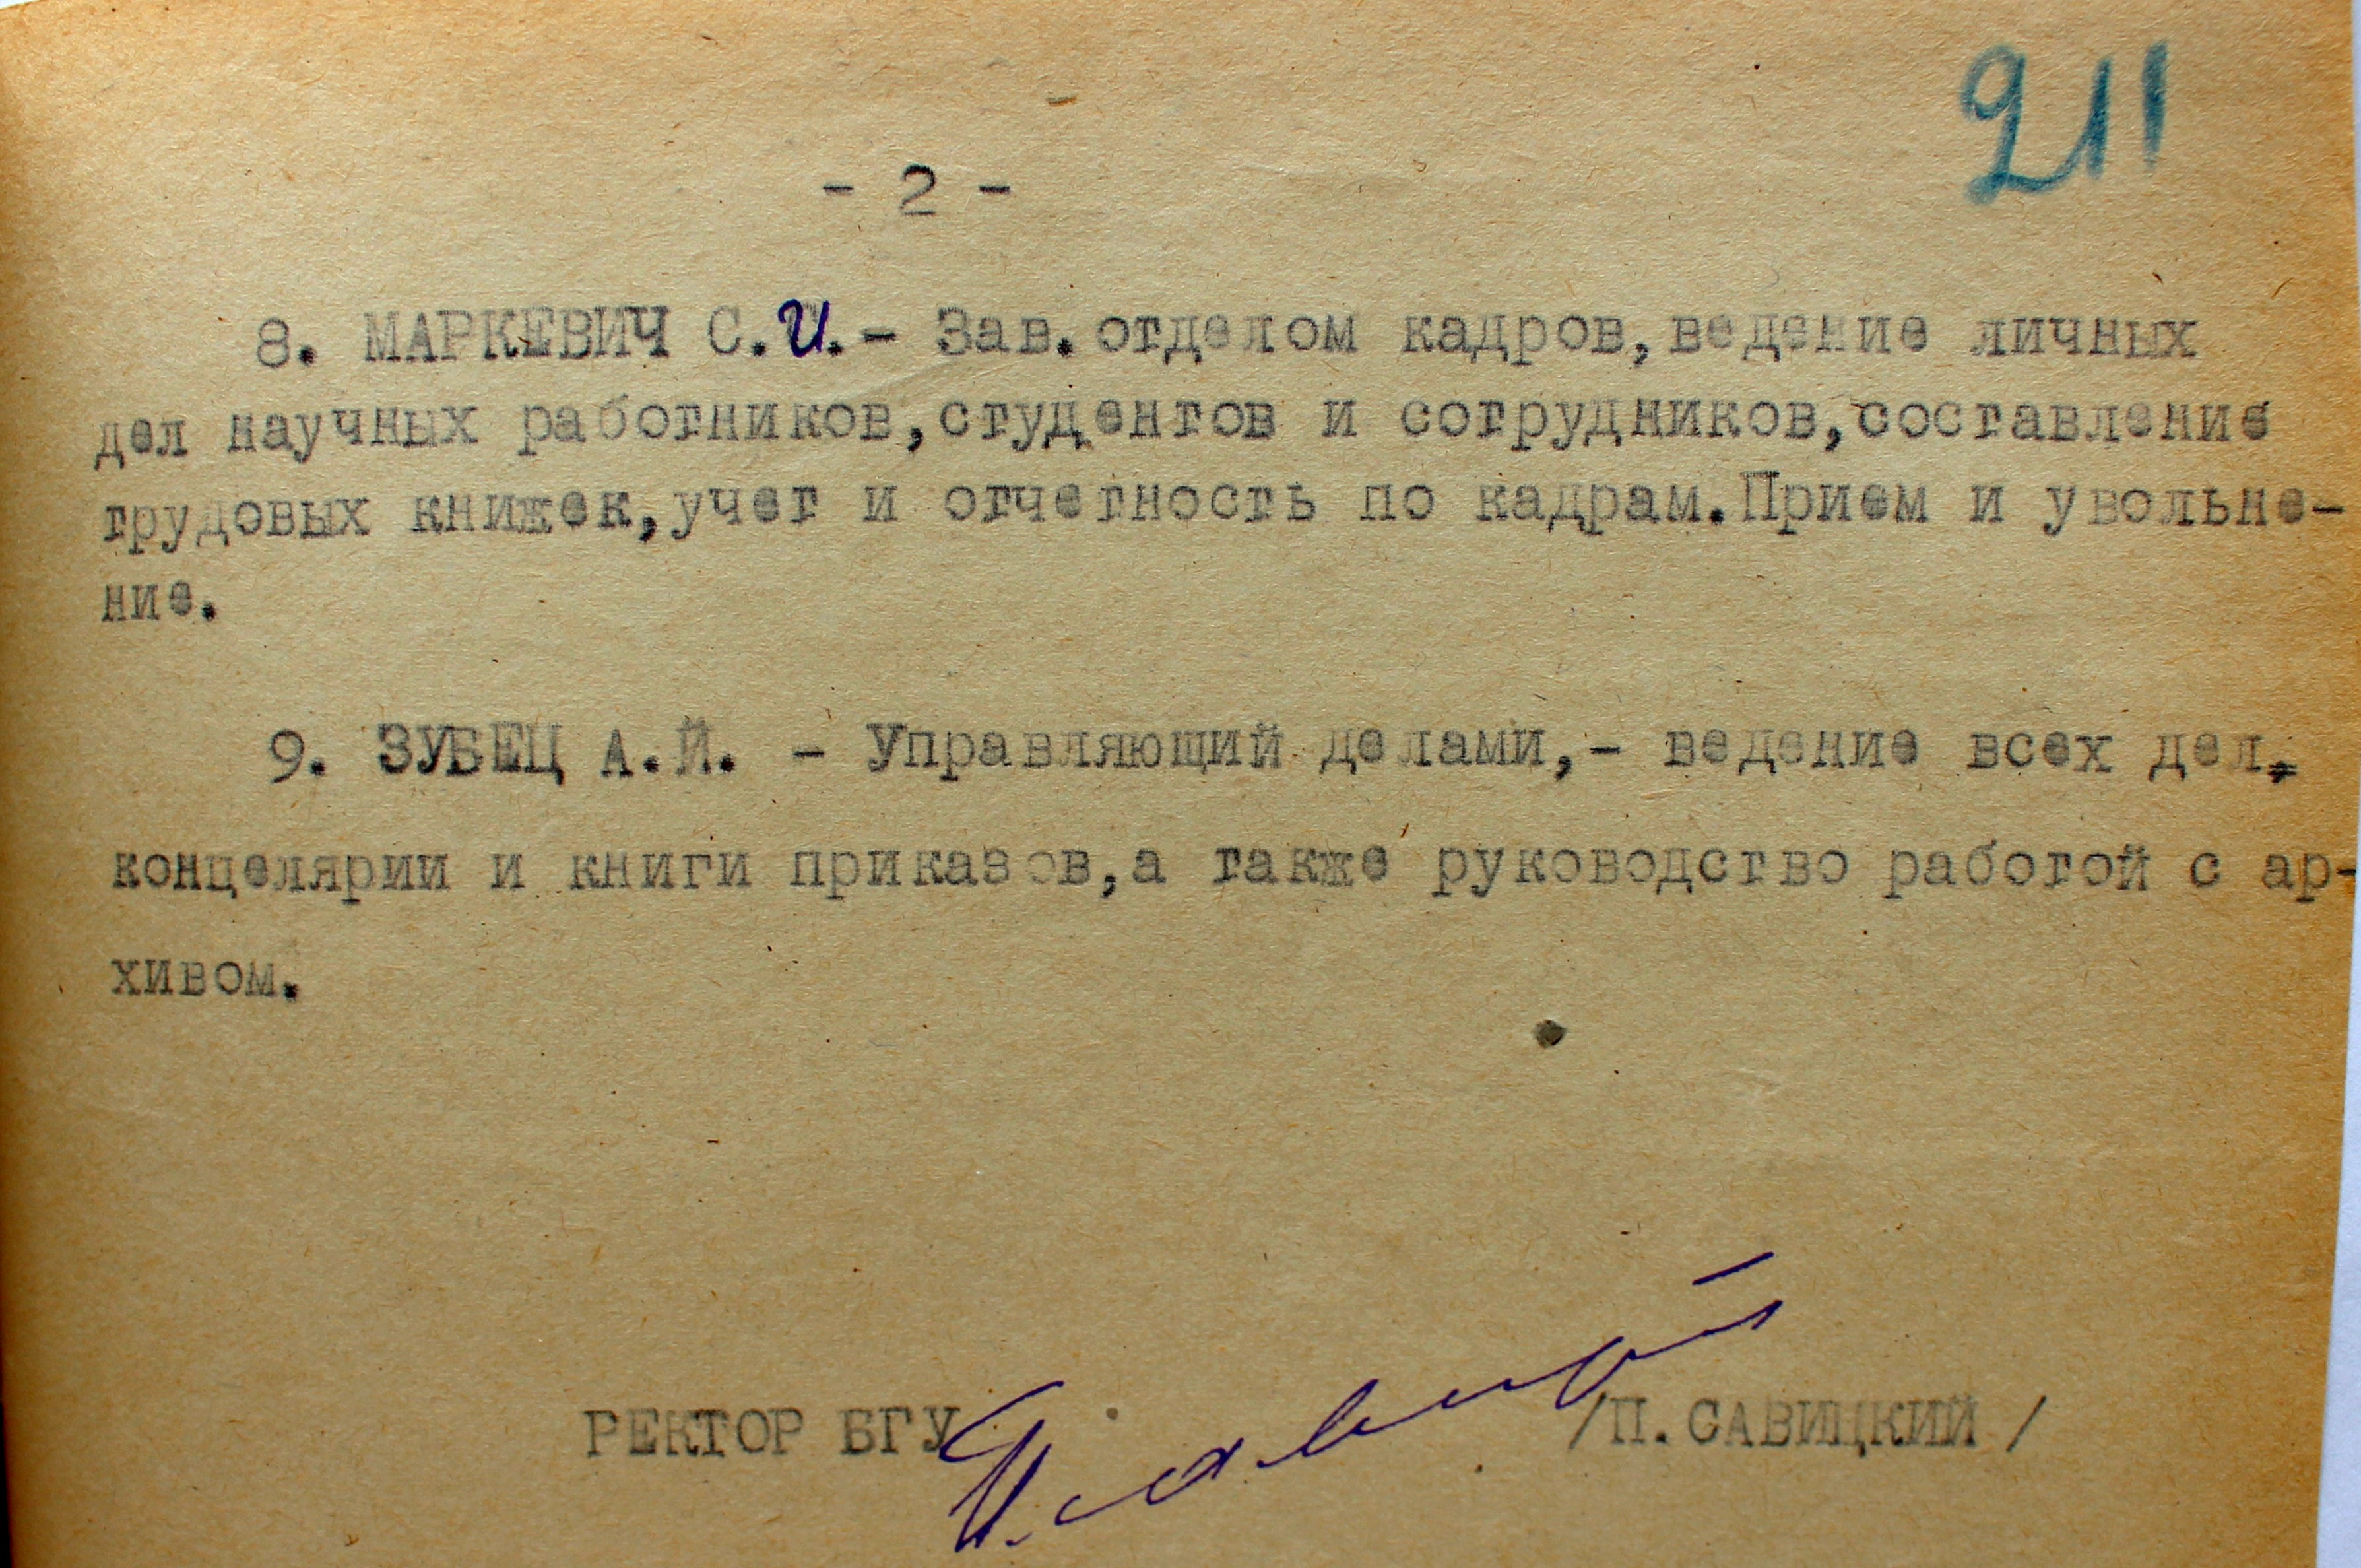 211
- 2 -
8. МАРКЕВИЧ С.И. - Зав. отделом кадров, ведение личных
дел научных работников, студентов и сотрудников, составление
трудовых книжек, учет и отчетность по кадрам. Прием и увольне-
ние.
9. ЗУБЕЦ А.Й. - Управляющий делами, - ведение всех дел,
концелярии и книги приказов, а также руководство работой с ар-
хивом.
РЕКТОР БГУ /П. САВИЦКИЙ /